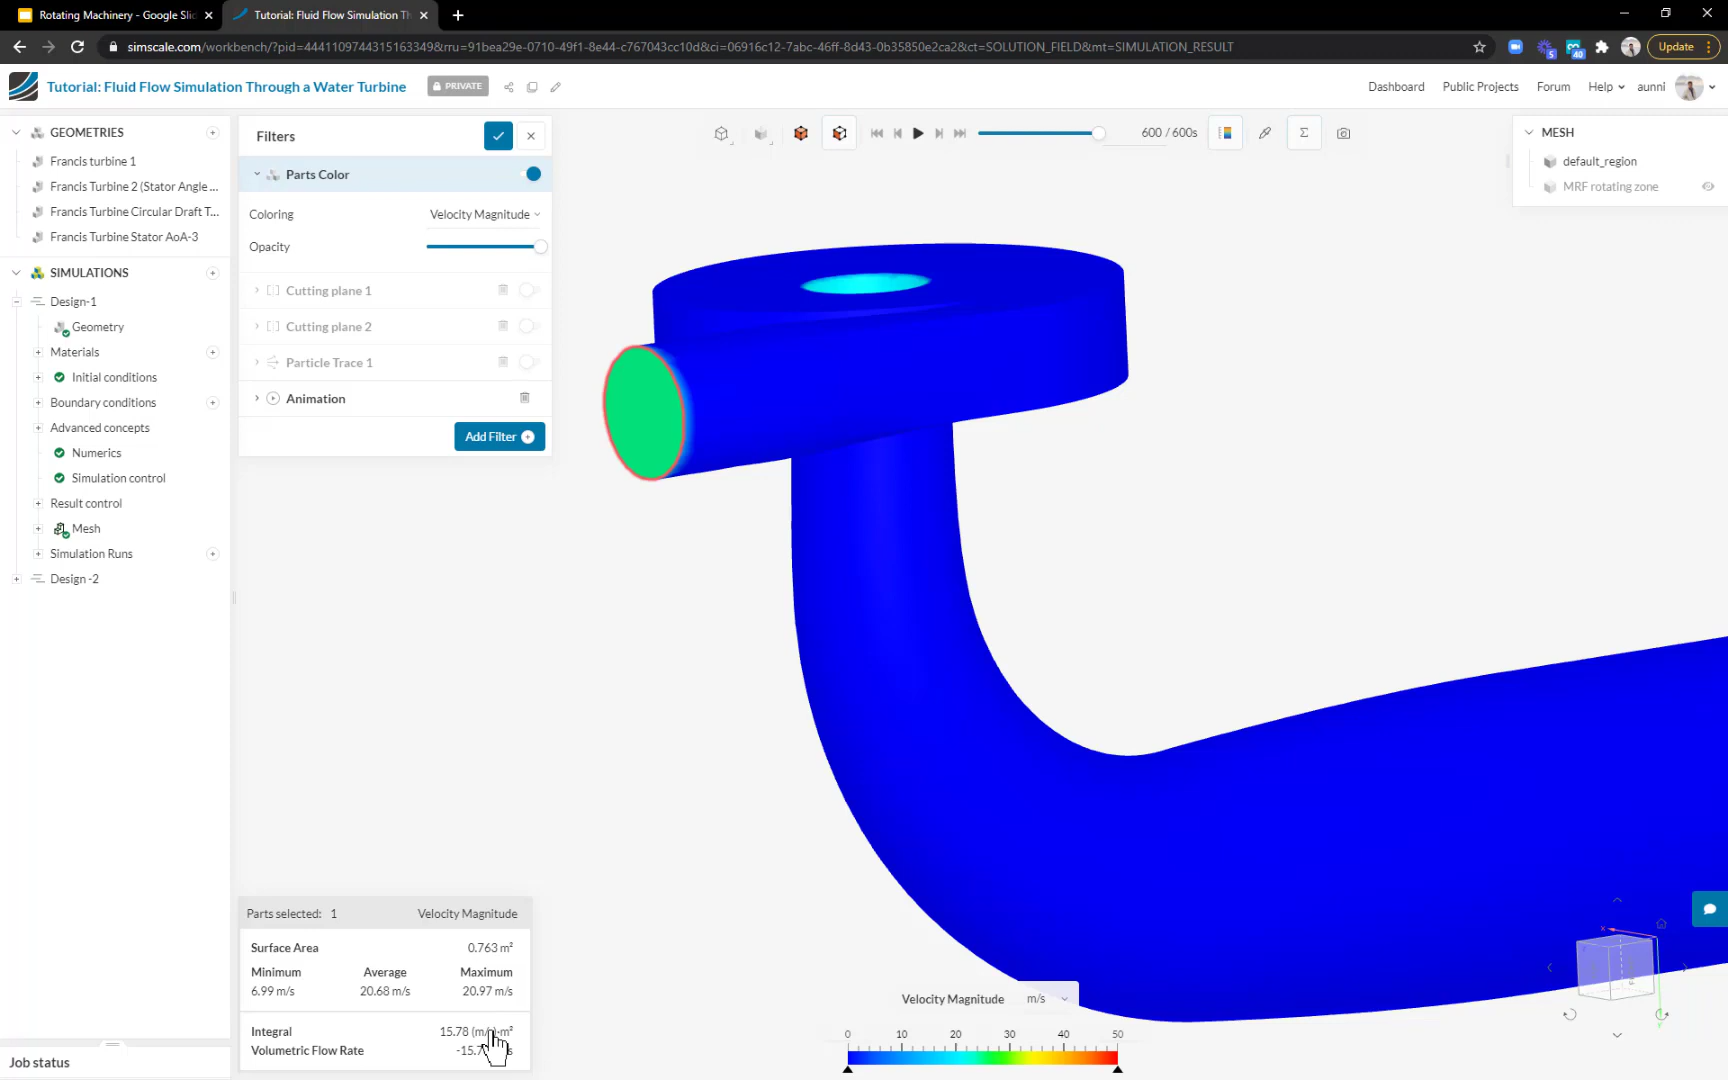 Rotating Machinery - Google Slic
Tutorial: Fluid Flow Simulation Th
simscale.com/workbench/?pid=4441109744315163349&rru=91bea29e-0710-49f1-8e44-c767043cc10d&ci=06916c12-7abc-46ff-8d43-0b35850e2ca2&ct=SOLUTION_FIELD&mt=SIMULATION_RESULT
5
40
Update
Tutorial: Fluid Flow Simulation Through a Water Turbine
PRIVATE
Dashboard
Public Projects
Forum
Help
aunni
GEOMETRIES
Francis turbine 1
Francis Turbine 2 (Stator Angle ...
Francis Turbine Circular Draft T...
Francis Turbine Stator AoA-3
SIMULATIONS
Design-1
Geometry
Materials
Initial conditions
Boundary conditions
Advanced concepts
Numerics
Simulation control
Result control
Mesh
Simulation Runs
Design -2
Job status
Filters
Parts Color
Coloring Velocity Magnitude
Opacity
Cutting plane 1
Cutting plane 2
Particle Trace 1
Animation
Add Filter
600 / 600s
Σ
MESH
default_region
MRF rotating zone
Parts selected: 1 Velocity Magnitude
Surface Area 0.763 m²
Minimum Average Maximum
6.99 m/s 20.68 m/s 20.97 m/s
Integral 15.78 (m/s)·m²
Volumetric Flow Rate
Velocity Magnitude m/s
0 10 20 30 40 50
X